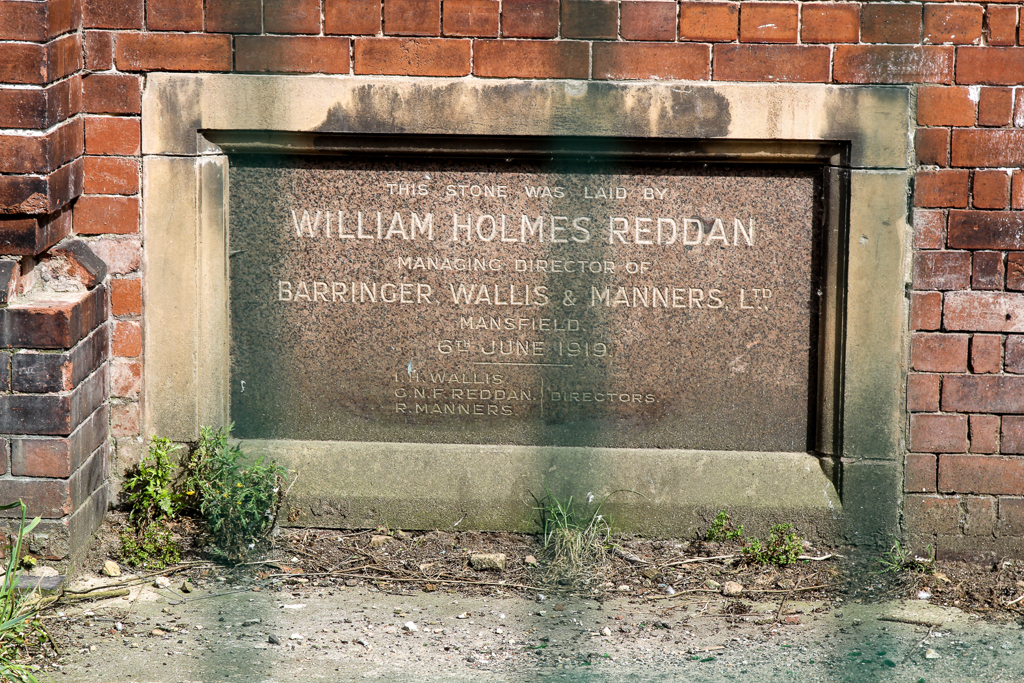 THIS STONE WAS LAID BY
WILLIAM HOLMES REDDAN
MANAGING DIRECTOR OF
BARRINGER WALLIS & MANNERS, LTD.
MANSFIELD.
6TH JUNE 1919.
I. H. WALLIS
C. N. F. REDDAN. DIRECTORS.
R. MANNERS